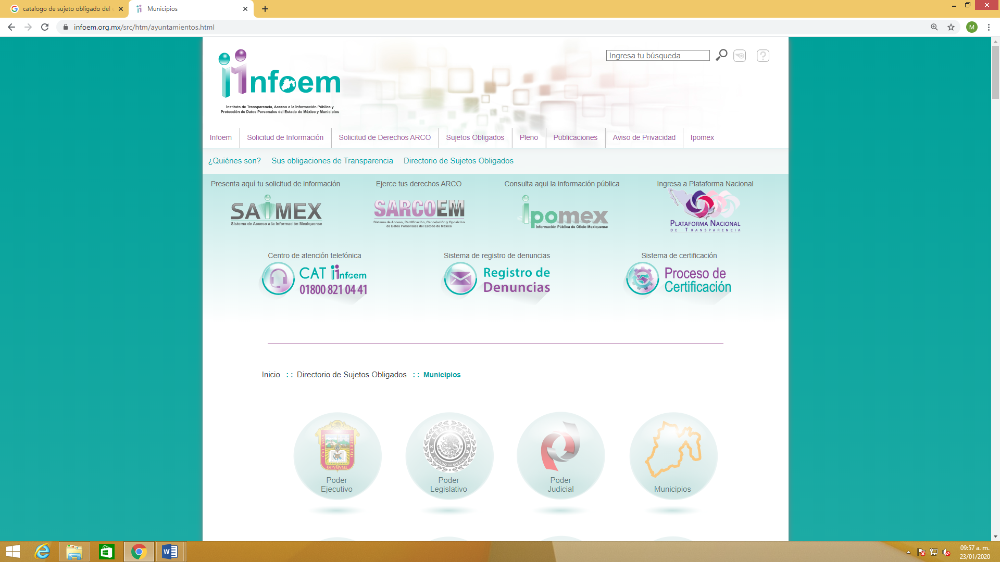 catalogo de sujeto obligado del
Municipios
infoem.org.mx/src/htm/ayuntamientos.html
M
infoem
Instituto de Transparencia, Acceso a la Información Pública y
Protección de Datos Personales del Estado de México y Municipios
Ingresa tu búsqueda
Infoem
Solicitud de Información
Solicitud de Derechos ARCO
Sujetos Obligados
Pleno
Publicaciones
Aviso de Privacidad
Ipomex
¿Quiénes son?
Sus obligaciones de Transparencia
Directorio de Sujetos Obligados
Presenta aquí tu solicitud de información
Ejerce tus derechos ARCO
Consulta aqui la información pública
Ingresa a Plataforma Nacional
SAIMEX
Sistema de Acceso a la Información Mexiquense
SARCOEM
Sistema de Acceso, Rectificación, Cancelación y Oposición
de Datos Personales del Estado de México
ipomex
Información Pública de Oficio Mexiquense
PLATAFORMA NACIONAL
DE TRANSPARENCIA
Centro de atención telefónica
Sistema de registro de denuncias
Sistema de certificación
CAT infoem
01800 821 04 41
Registro de
Denuncias
Proceso de
Certificación
Inicio :: Directorio de Sujetos Obligados :: Municipios
LIBERTAD
TRABAJO
LX LEGISLATURA
ESTADO DE MÉXICO
Poder
Ejecutivo
Poder
Legislativo
Poder
Judicial
Municipios
09:57 a. m.
23/01/2020